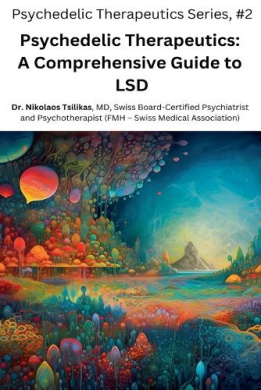 Psychedelic Therapeutics Series, #2
Psychedelic Therapeutics:
A Comprehensive Guide to
LSD
Dr. Nikolaos Tsilikas, MD, Swiss Board-Certified Psychiatrist
and Psychotherapist (FMH – Swiss Medical Association)